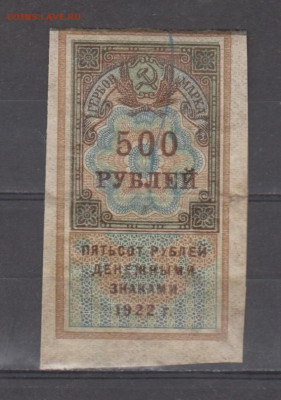 ГЕРБОВ. МАРКА
500
РУБЛЕЙ
ПЯТЬСОТ РУБЛЕЙ
ДЕНЕЖНЫМИ
ЗНАКАМИ
1922 г.